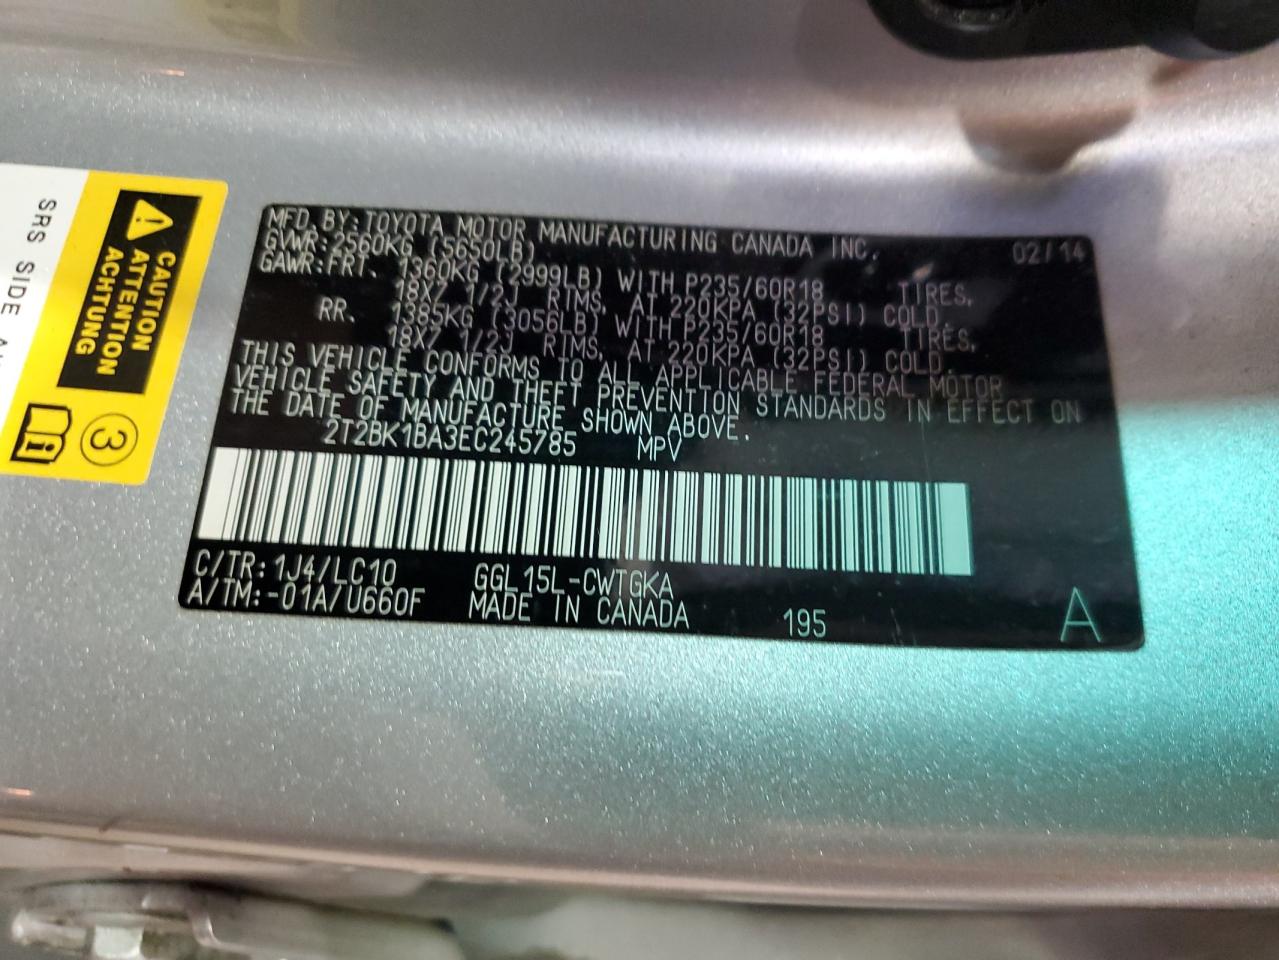 MFD. BY: TOYOTA MOTOR MANUFACTURING CANADA INC. 02/14
GVWR: 2560KG (5650LB)
GAWR: FRT. 1360KG (2999LB) WITH P235/60R18 TIRES,
18X7 1/2J RIMS, AT 220KPA (32PSI) COLD.
RR. 1385KG (3056LB) WITH P235/60R18 TIRES,
18X7 1/2J RIMS, AT 220KPA (32PSI) COLD.
THIS VEHICLE CONFORMS TO ALL APPLICABLE FEDERAL MOTOR
VEHICLE SAFETY AND THEFT PREVENTION STANDARDS IN EFFECT ON
THE DATE OF MANUFACTURE SHOWN ABOVE.
2T2BK1BA3EC245785 MPV
C/TR: 1J4/LC10 GGL15L-CWTGKA
A/TM: -01A/U660F MADE IN CANADA 195 A
CAUTION
ATTENTION
ACHTUNG
3
SRS SIDE